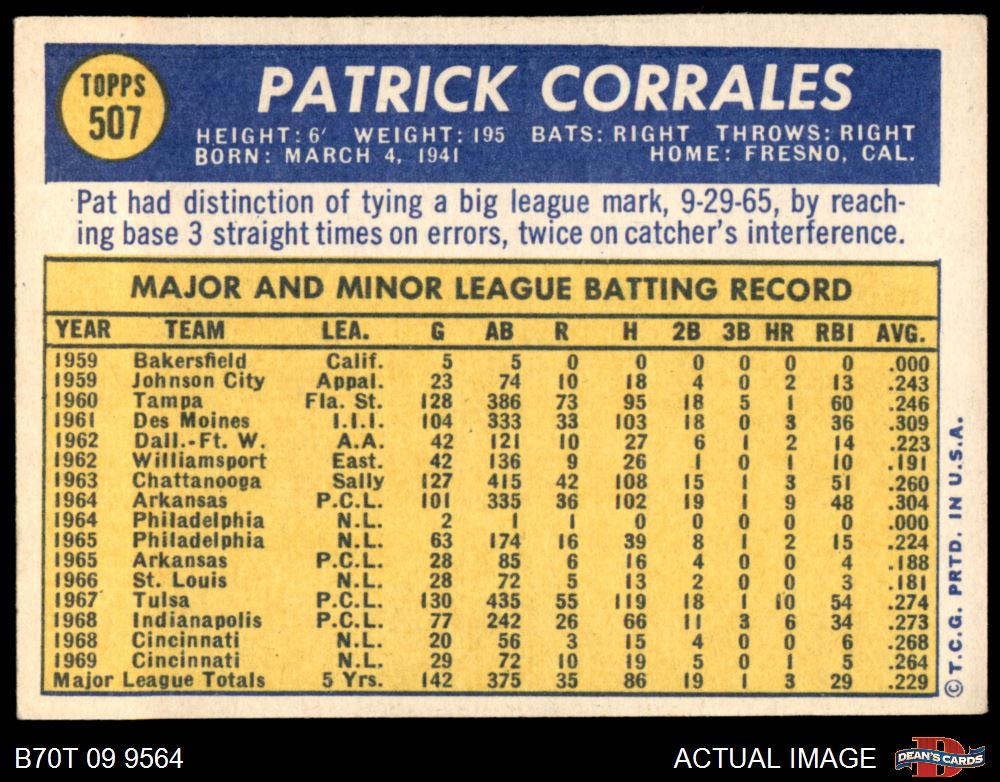 TOPPS
507
PATRICK CORRALES
HEIGHT: 6' WEIGHT: 195 BATS: RIGHT THROWS: RIGHT
BORN: MARCH 4, 1941 HOME: FRESNO, CAL.
Pat had distinction of tying a big league mark, 9-29-65, by reach-
ing base 3 straight times on errors, twice on catcher's interference.
MAJOR AND MINOR LEAGUE BATTING RECORD
YEAR TEAM LEA. G AB R H 2B 3B HR RBI AVG.
1959 Bakersfield Calif. 5 5 0 0 0 0 0 0 .000
1959 Johnson City Appal. 23 74 10 18 4 0 2 13 .243
1960 Tampa Fla. St. 128 386 73 95 18 5 1 60 .246
1961 Des Moines I.I.I. 104 333 33 103 18 0 3 36 .309
1962 Dall.-Ft. W. A.A. 42 121 10 27 6 1 2 14 .223
1962 Williamsport East. 42 136 9 26 1 0 1 10 .191
1963 Chattanooga Sally 127 415 42 108 15 1 3 51 .260
1964 Arkansas P.C.L. 101 335 36 102 19 1 9 48 .304
1964 Philadelphia N.L. 2 1 1 0 0 0 0 0 .000
1965 Philadelphia N.L. 63 174 16 39 8 1 2 15 .224
1965 Arkansas P.C.L. 28 85 6 16 4 0 0 4 .188
1966 St. Louis N.L. 28 72 5 13 2 0 0 3 .181
1967 Tulsa P.C.L. 130 435 55 119 18 1 10 54 .274
1968 Indianapolis P.C.L. 77 242 26 66 11 3 6 34 .273
1968 Cincinnati N.L. 20 56 3 15 4 0 0 6 .268
1969 Cincinnati N.L. 29 72 10 19 5 0 1 5 .264
Major League Totals 5 Yrs. 142 375 35 86 19 1 3 29 .229
© T.C.G. PRTD. IN U.S.A.
B70T 09 9564
ACTUAL IMAGE
D
DEAN'S CARDS